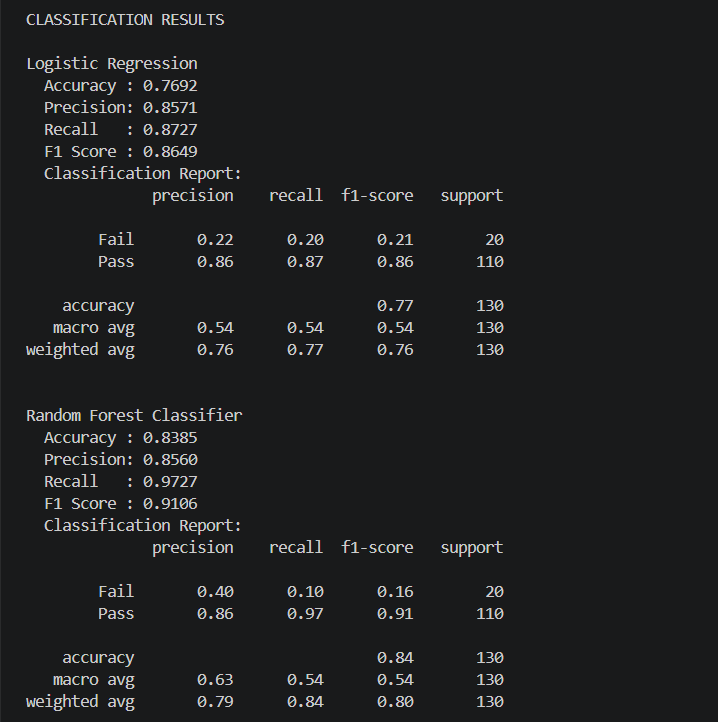 CLASSIFICATION RESULTS
Logistic Regression
Accuracy : 0.7692
Precision: 0.8571
Recall   : 0.8727
F1 Score : 0.8649
Classification Report:
precision    recall  f1-score   support
Fail       0.22      0.20      0.21        20
Pass       0.86      0.87      0.86       110
accuracy                           0.77       130
macro avg       0.54      0.54      0.54       130
weighted avg       0.76      0.77      0.76       130
Random Forest Classifier
Accuracy : 0.8385
Precision: 0.8560
Recall   : 0.9727
F1 Score : 0.9106
Classification Report:
precision    recall  f1-score   support
Fail       0.40      0.10      0.16        20
Pass       0.86      0.97      0.91       110
accuracy                           0.84       130
macro avg       0.63      0.54      0.54       130
weighted avg       0.79      0.84      0.80       130